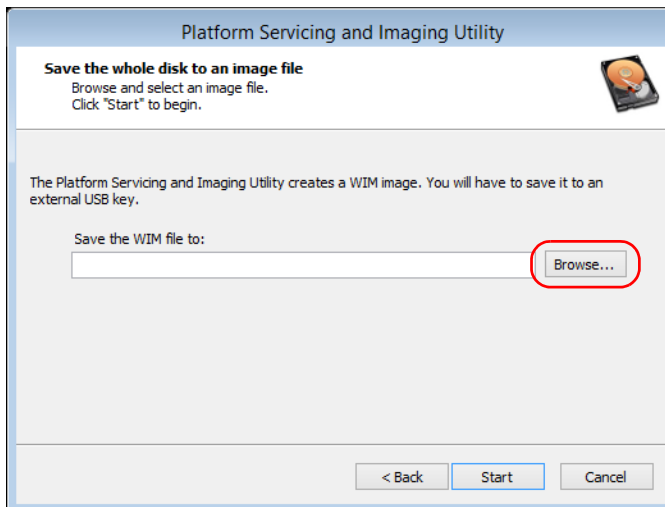 Platform Servicing and Imaging Utility
Save the whole disk to an image file
Browse and select an image file.
Click "Start" to begin.
The Platform Servicing and Imaging Utility creates a WIM image. You will have to save it to an
external USB key.
Save the WIM file to:
Browse...
< Back Start Cancel